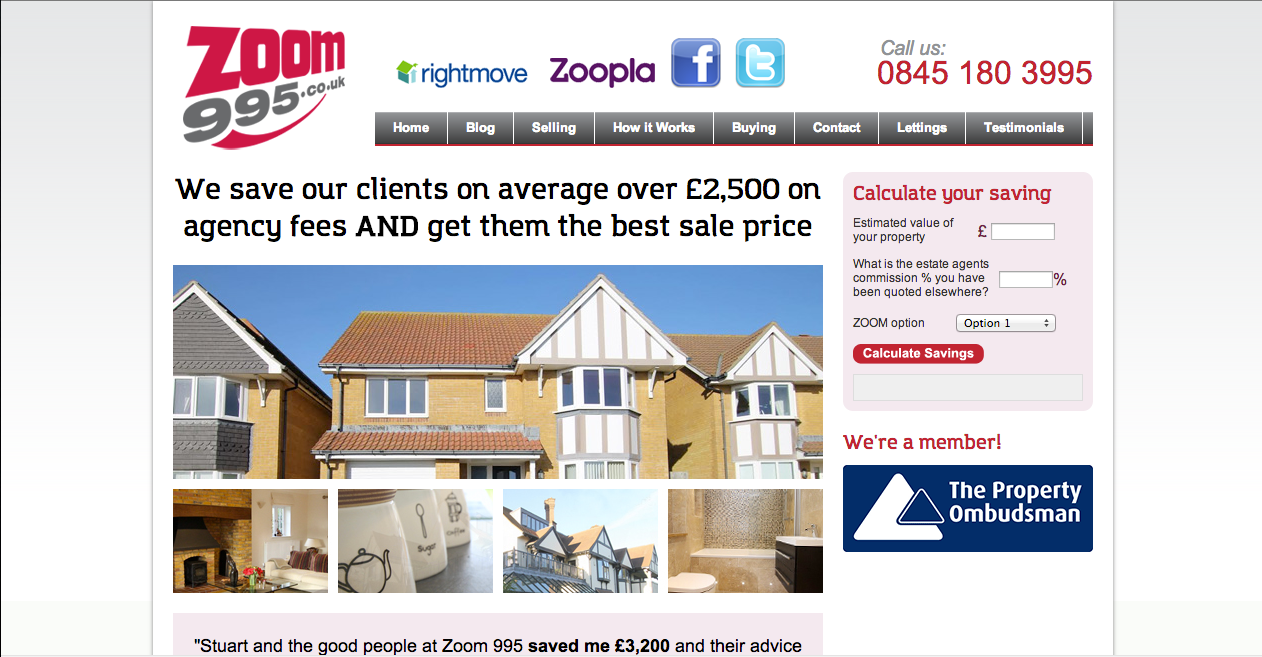 ZOOM
995.co.uk
rightmove
Zoopla
f
t
Call us:
0845 180 3995
Home
Blog
Selling
How it Works
Buying
Contact
Lettings
Testimonials
We save our clients on average over £2,500 on
agency fees AND get them the best sale price
sugar
coffee
"Stuart and the good people at Zoom 995 saved me £3,200 and their advice
Calculate your saving
Estimated value of
your property
£
What is the estate agents
commission % you have
been quoted elsewhere?
%
ZOOM option
Option 1
Calculate Savings
We're a member!
The Property
Ombudsman